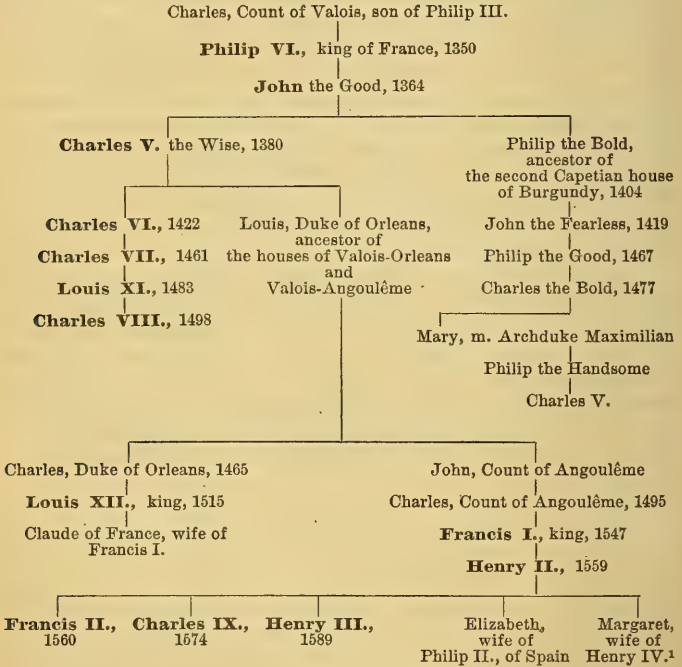 Charles, Count of Valois, son of Philip III.
Philip VI., king of France, 1350
John the Good, 1364
Charles V. the Wise, 1380
Philip the Bold,
ancestor of
the second Capetian house
of Burgundy, 1404
Charles VI., 1422
Charles VII., 1461
Louis XI., 1483
Charles VIII., 1498
Louis, Duke of Orleans,
ancestor of
the houses of Valois-Orleans
and
Valois-Angoulême
John the Fearless, 1419
Philip the Good, 1467
Charles the Bold, 1477
Mary, m. Archduke Maximilian
Philip the Handsome
Charles V.
Charles, Duke of Orleans, 1465
Louis XII., king, 1515
Claude of France, wife of
Francis I.
John, Count of Angoulême
Charles, Count of Angoulême, 1495
Francis I., king, 1547
Henry II., 1559
Francis II.,
1560
Charles IX.,
1574
Henry III.,
1589
Elizabeth,
wife of
Philip II., of Spain
Margaret,
wife of
Henry IV.¹